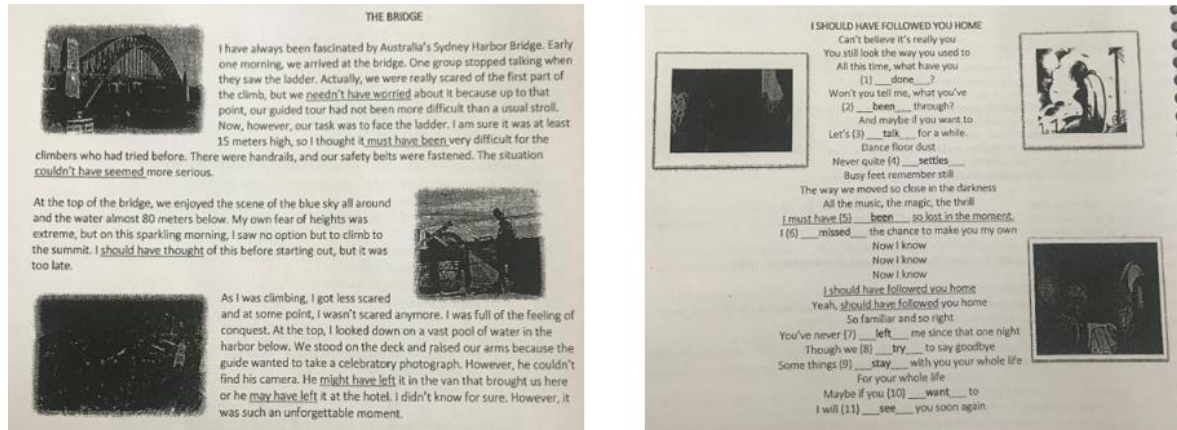 THE BRIDGE
I have always been fascinated by Australia's Sydney Harbor Bridge. Early
one morning, we arrived at the bridge. One group stopped talking when
they saw the ladder. Actually, we were really scared of the first part of
the climb, but we needn't have worried about it because up to that
point, our guided tour had not been more difficult than a usual stroll.
Now, however, our task was to face the ladder. I am sure it was at least
15 meters high, so I thought it must have been very difficult for the
climbers who had tried before. There were handrails, and our safety belts were fastened. The situation
couldn't have seemed more serious.
At the top of the bridge, we enjoyed the scene of the blue sky all around
and the water almost 80 meters below. My own fear of heights was
extreme, but on this sparkling morning, I saw no option but to climb to
the summit. I should have thought of this before starting out, but it was
too late.
As I was climbing, I got less scared
and at some point, I wasn't scared anymore. I was full of the feeling of
conquest. At the top, I looked down on a vast pool of water in the
harbor below. We stood on the deck and raised our arms because the
guide wanted to take a celebratory photograph. However, he couldn't
find his camera. He might have left it in the van that brought us here
or he may have left it at the hotel. I didn't know for sure. However, it
was such an unforgettable moment.
I SHOULD HAVE FOLLOWED YOU HOME
Can't believe it's really you
You still look the way you used to
All this time, what have you
(1) __done__?
Won't you tell me, what you've
(2) __been__ through?
And maybe if you want to
Let's (3) __talk__ for a while.
Dance floor dust
Never quite (4) __settles__
Busy feet remember still
The way we moved so close in the darkness
All the music, the magic, the thrill
I must have (5) __been__ so lost in the moment.
I (6) __missed__ the chance to make you my own
Now I know
Now I know
Now I know
I should have followed you home
Yeah, should have followed you home
So familiar and so right
You've never (7) __left__ me since that one night
Though we (8) __try__ to say goodbye
Some things (9) __stay__ with you your whole life
For your whole life
Maybe if you (10) __want__ to
I will (11) __see__ you soon again